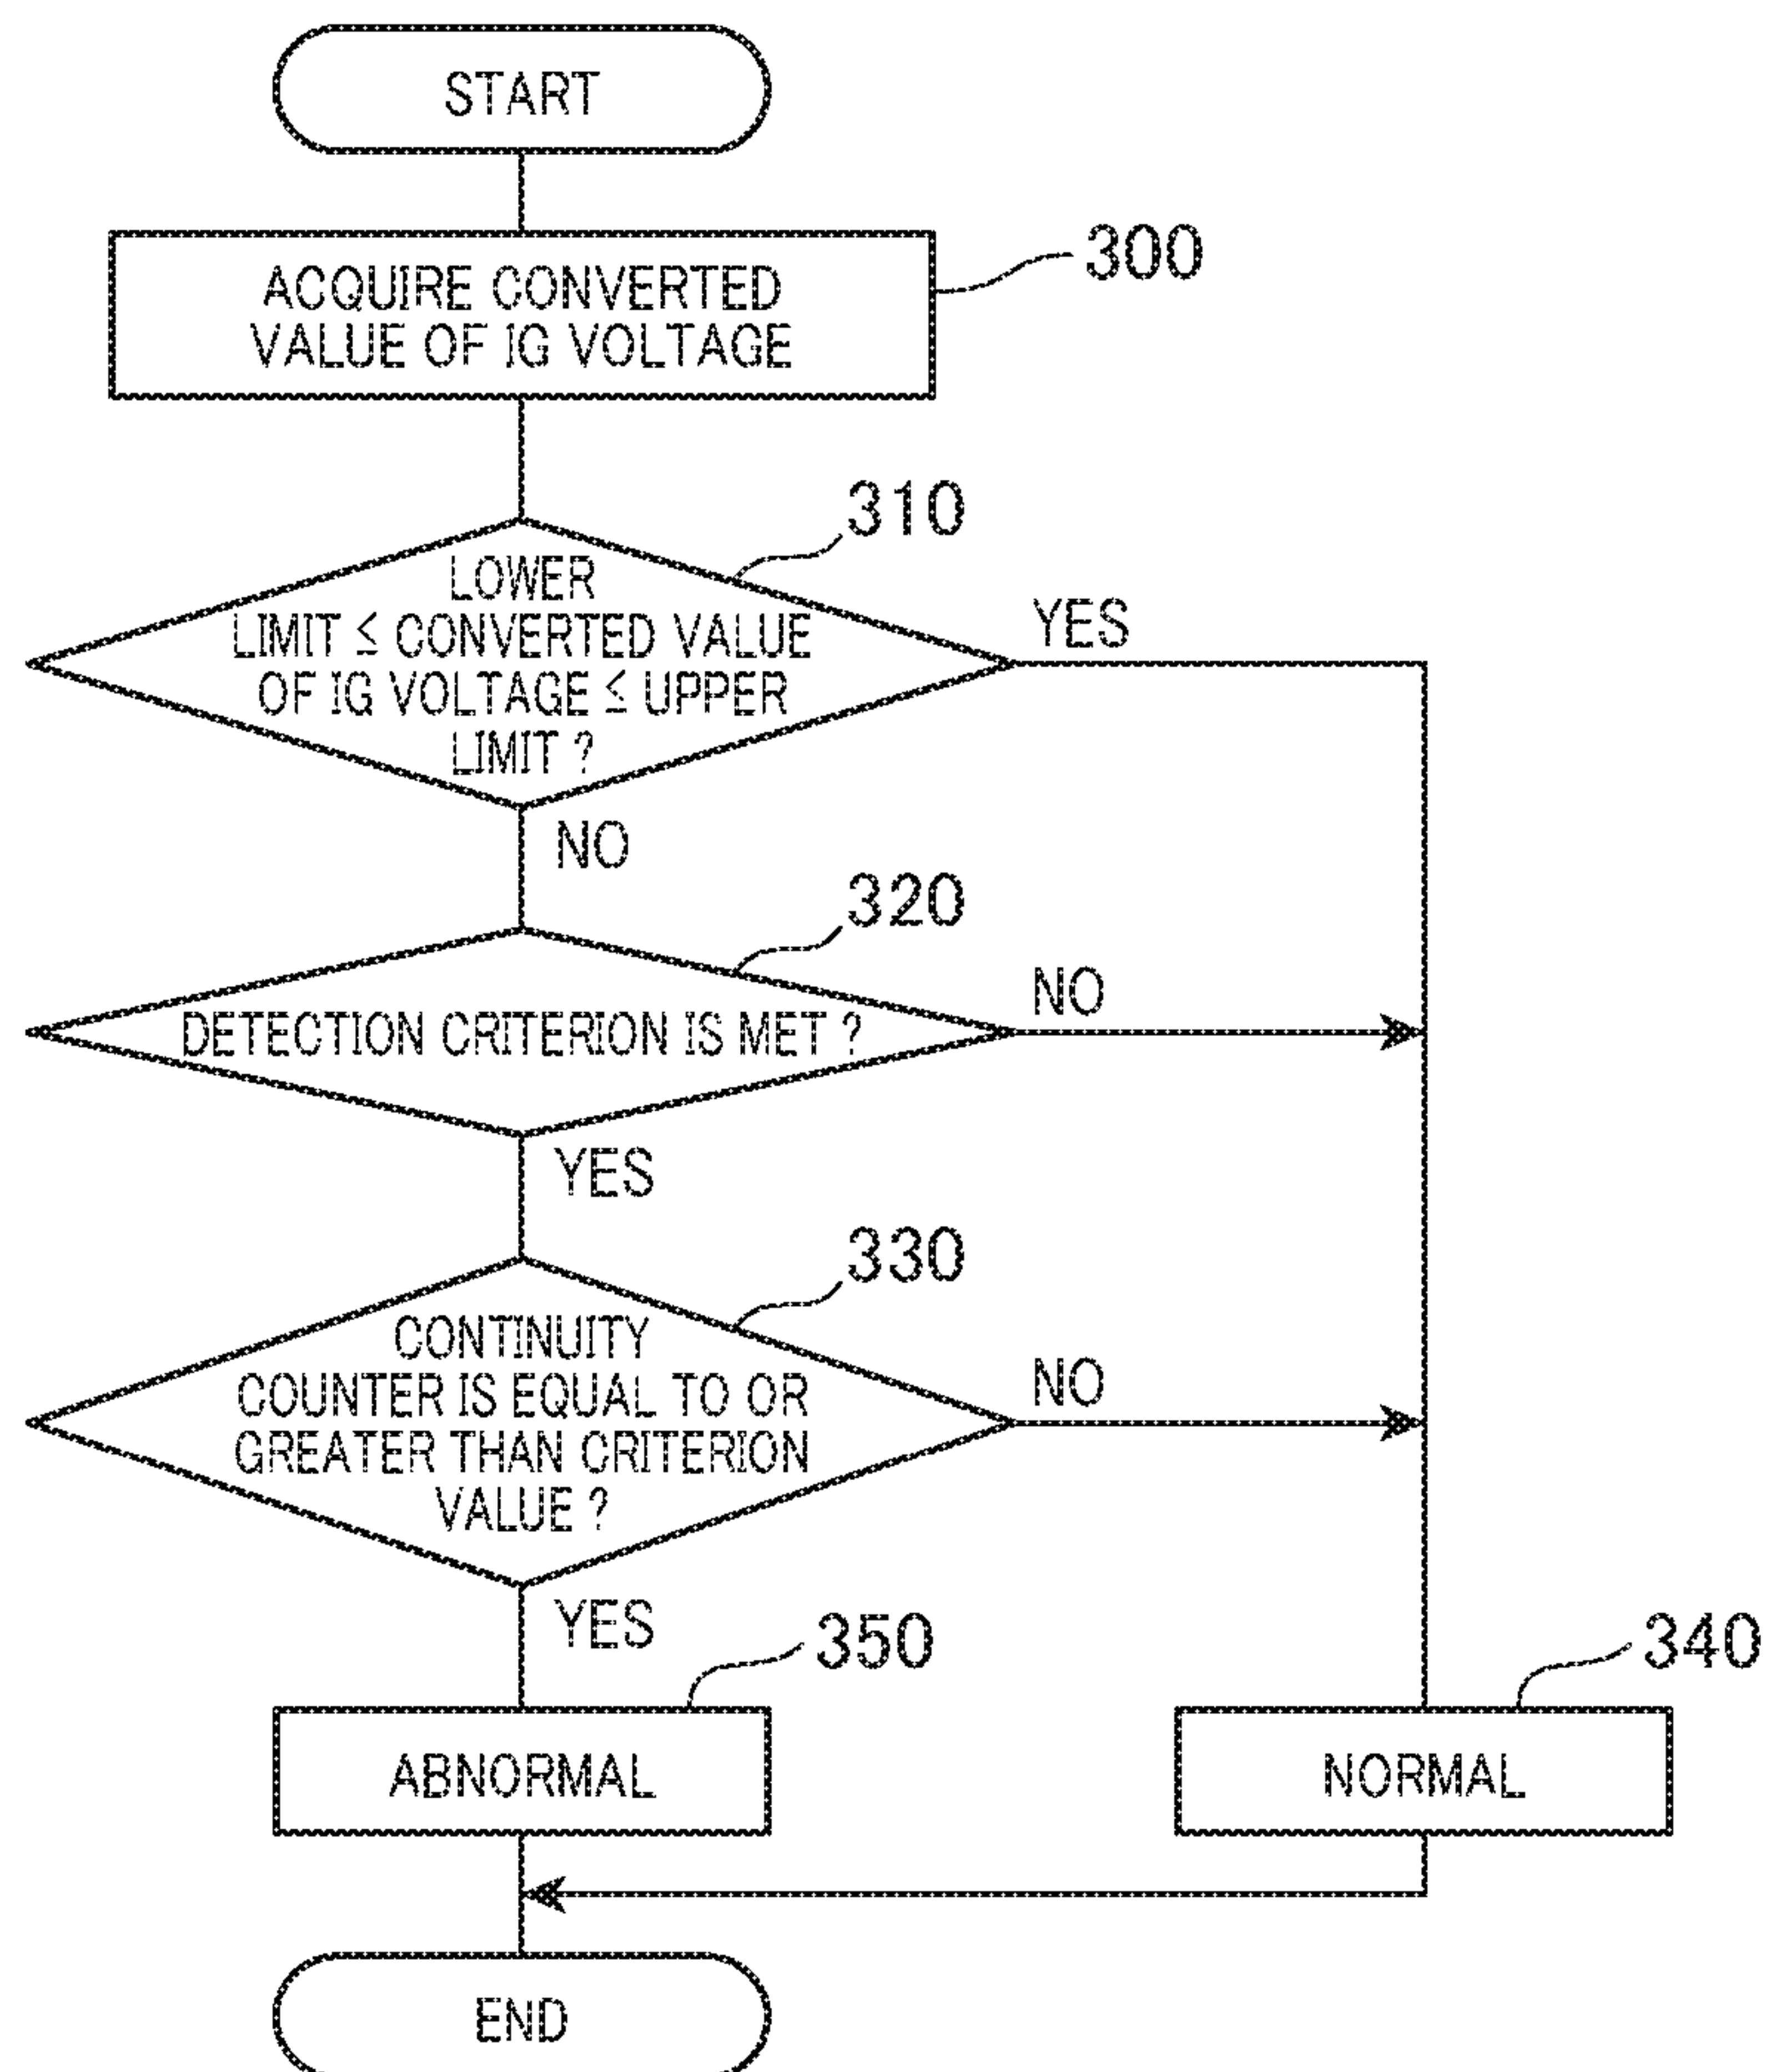 START
ACQUIRE CONVERTED
VALUE OF IG VOLTAGE
300
310
LOWER
LIMIT ≤ CONVERTED VALUE
OF IG VOLTAGE ≤ UPPER
LIMIT ?
YES
NO
320
DETECTION CRITERION IS MET ?
NO
YES
330
CONTINUITY
COUNTER IS EQUAL TO OR
GREATER THAN CRITERION
VALUE ?
NO
YES
350
ABNORMAL
340
NORMAL
END